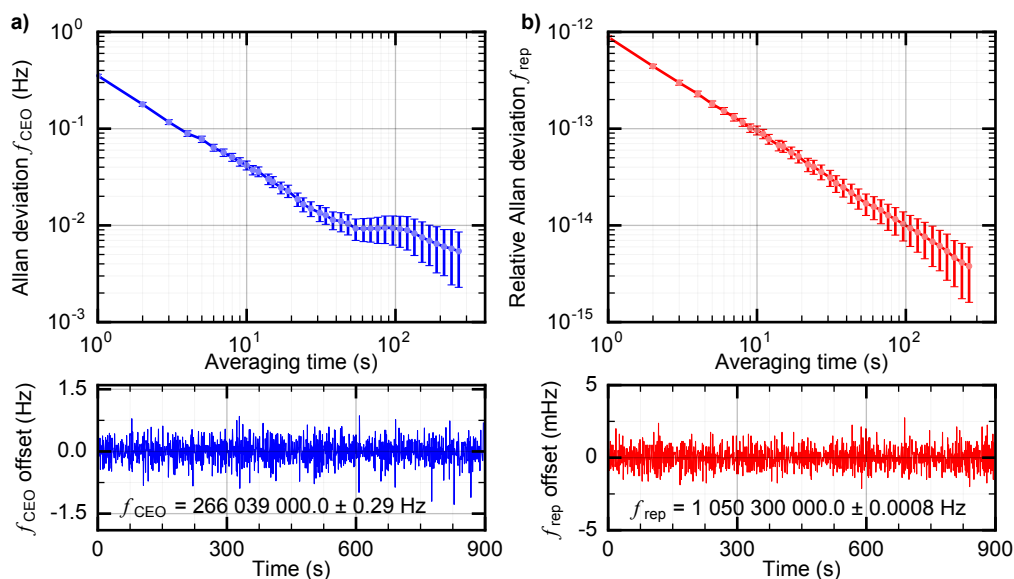 a)
Allan deviation f_CEO (Hz)
10^0
10^-1
10^-2
10^-3
10^0
10^1
10^2
Averaging time (s)
b)
Relative Allan deviation f_rep
10^-12
10^-13
10^-14
10^-15
10^0
10^1
10^2
Averaging time (s)
f_CEO offset (Hz)
1.5
0.0
-1.5
f_CEO = 266 039 000.0 ± 0.29 Hz
0
300
600
900
Time (s)
f_rep offset (mHz)
5
0
-5
f_rep = 1 050 300 000.0 ± 0.0008 Hz
0
300
600
900
Time (s)